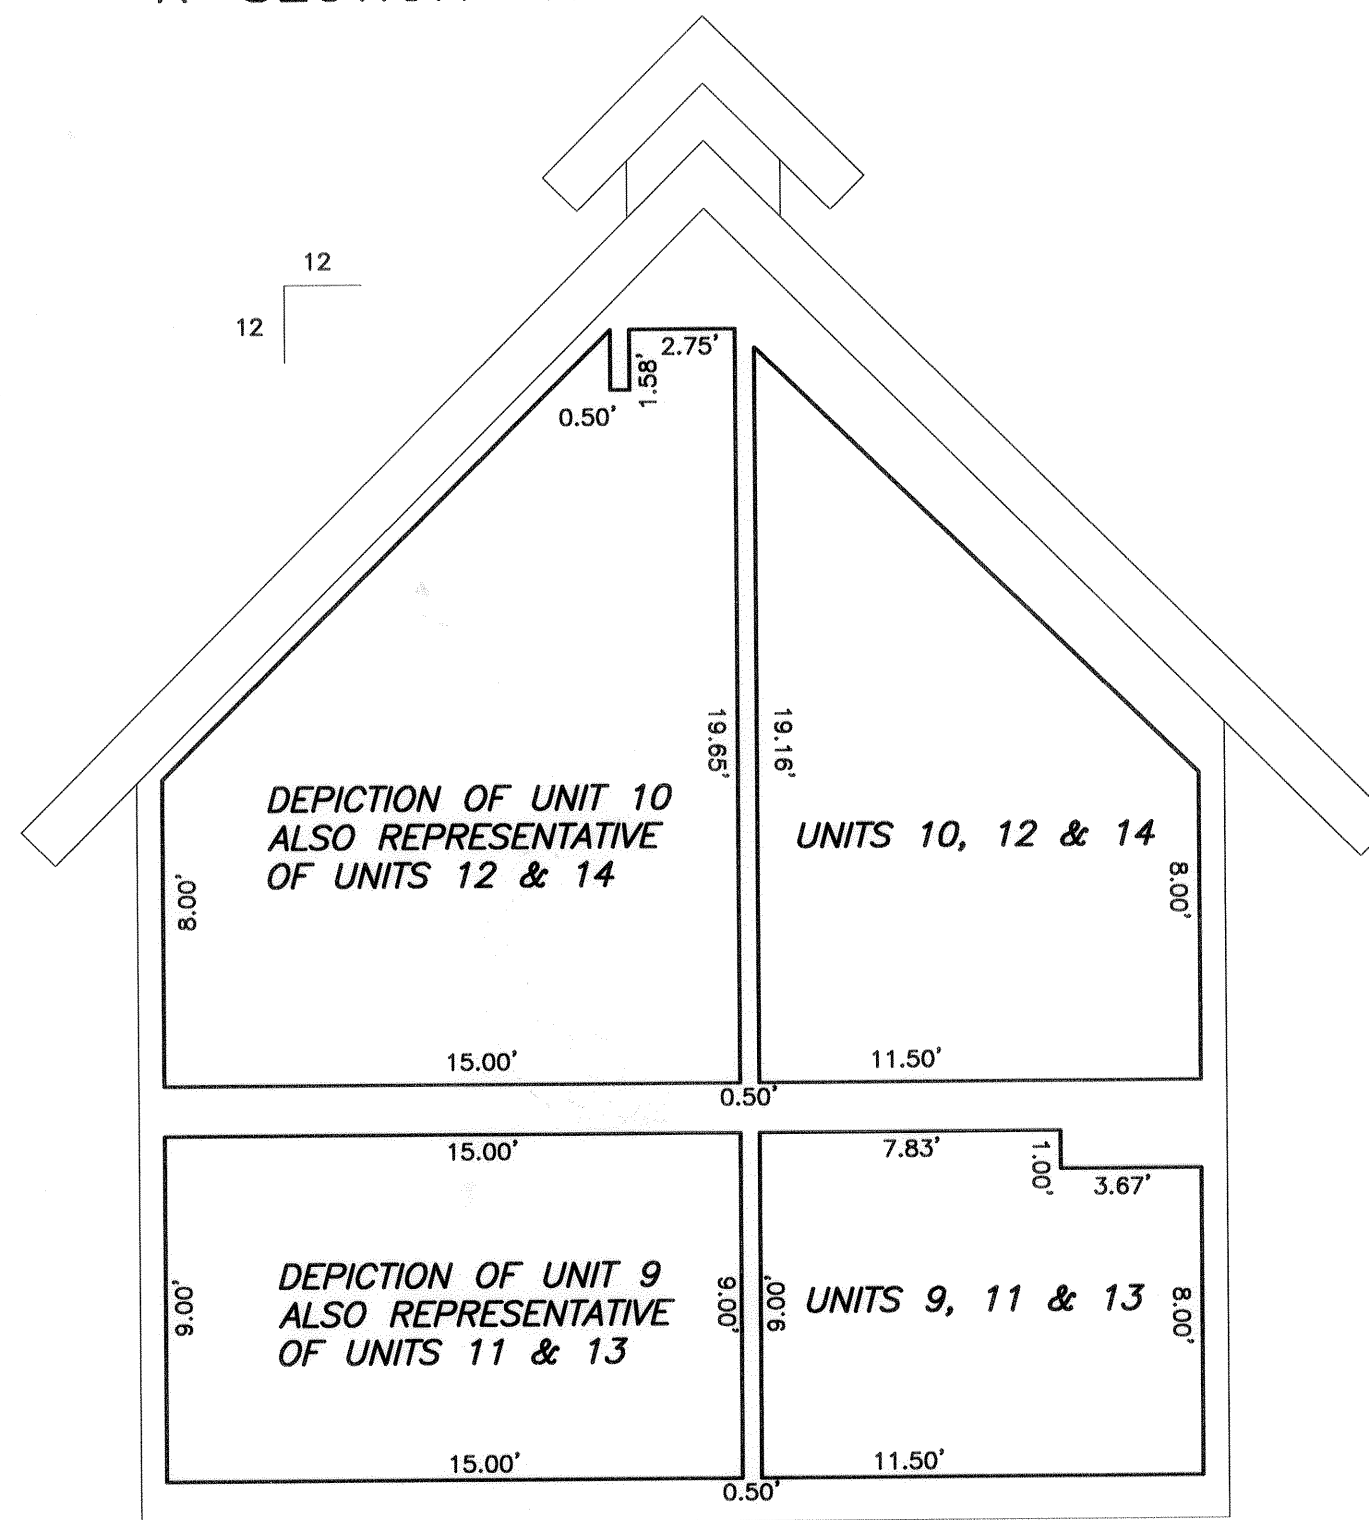 12
12
2.75'
1.58'
0.50'
19.65'
19.16'
DEPICTION OF UNIT 10
ALSO REPRESENTATIVE
OF UNITS 12 & 14
UNITS 10, 12 & 14
8.00'
8.00'
15.00'
11.50'
0.50'
15.00'
7.83'
1.00'
3.67'
DEPICTION OF UNIT 9
ALSO REPRESENTATIVE
OF UNITS 11 & 13
9.00'
9.00'
9.00'
UNITS 9, 11 & 13
8.00'
15.00'
11.50'
0.50'